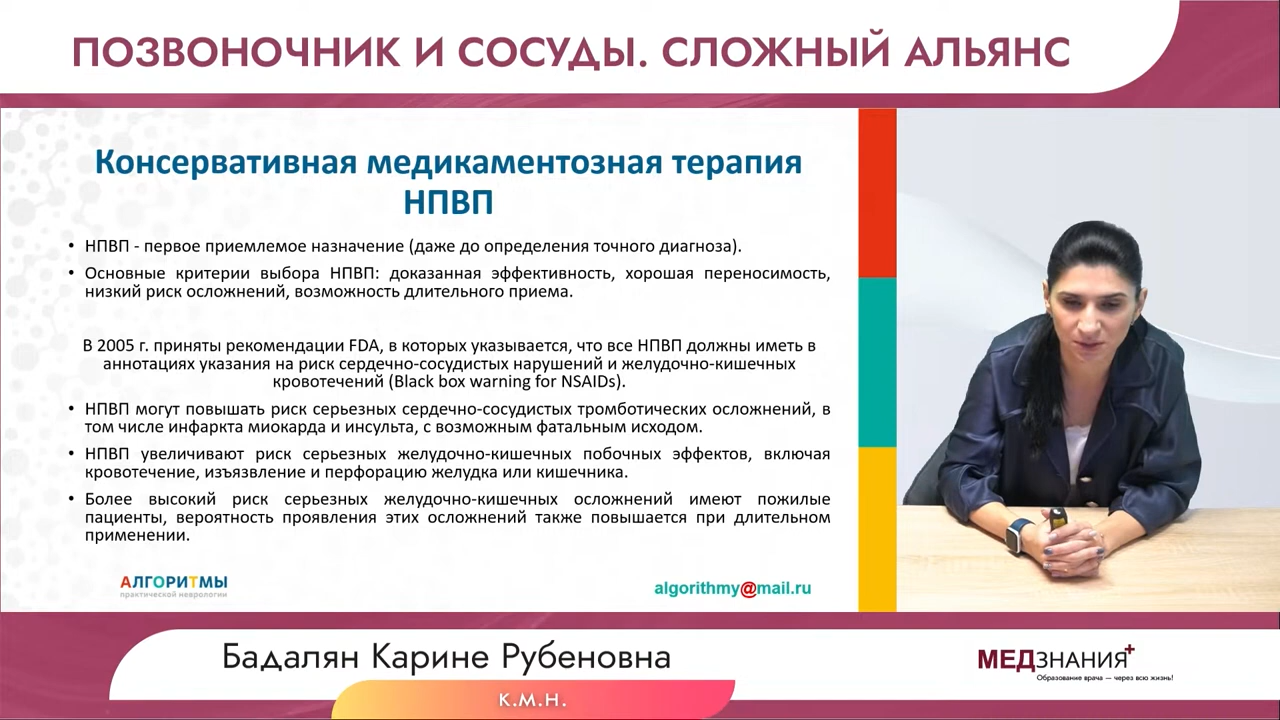 ПОЗВОНОЧНИК И СОСУДЫ. СЛОЖНЫЙ АЛЬЯНС
Консервативная медикаментозная терапия
НПВП
• НПВП - первое приемлемое назначение (даже до определения точного диагноза).
• Основные критерии выбора НПВП: доказанная эффективность, хорошая переносимость,
низкий риск осложнений, возможность длительного приема.
В 2005 г. приняты рекомендации FDA, в которых указывается, что все НПВП должны иметь в
аннотациях указания на риск сердечно-сосудистых нарушений и желудочно-кишечных
кровотечений (Black box warning for NSAIDs).
• НПВП могут повышать риск серьезных сердечно-сосудистых тромботических осложнений, в
том числе инфаркта миокарда и инсульта, с возможным фатальным исходом.
• НПВП увеличивают риск серьезных желудочно-кишечных побочных эффектов, включая
кровотечение, изъязвление и перфорацию желудка или кишечника.
• Более высокий риск серьезных желудочно-кишечных осложнений имеют пожилые
пациенты, вероятность проявления этих осложнений также повышается при длительном
применении.
АЛГОРИТМЫ
практической неврологии
algorithmy@mail.ru
Бадалян Карине Рубеновна
к.м.н.
МЕДЗНАНИЯ+
Образование врача — через всю жизнь!